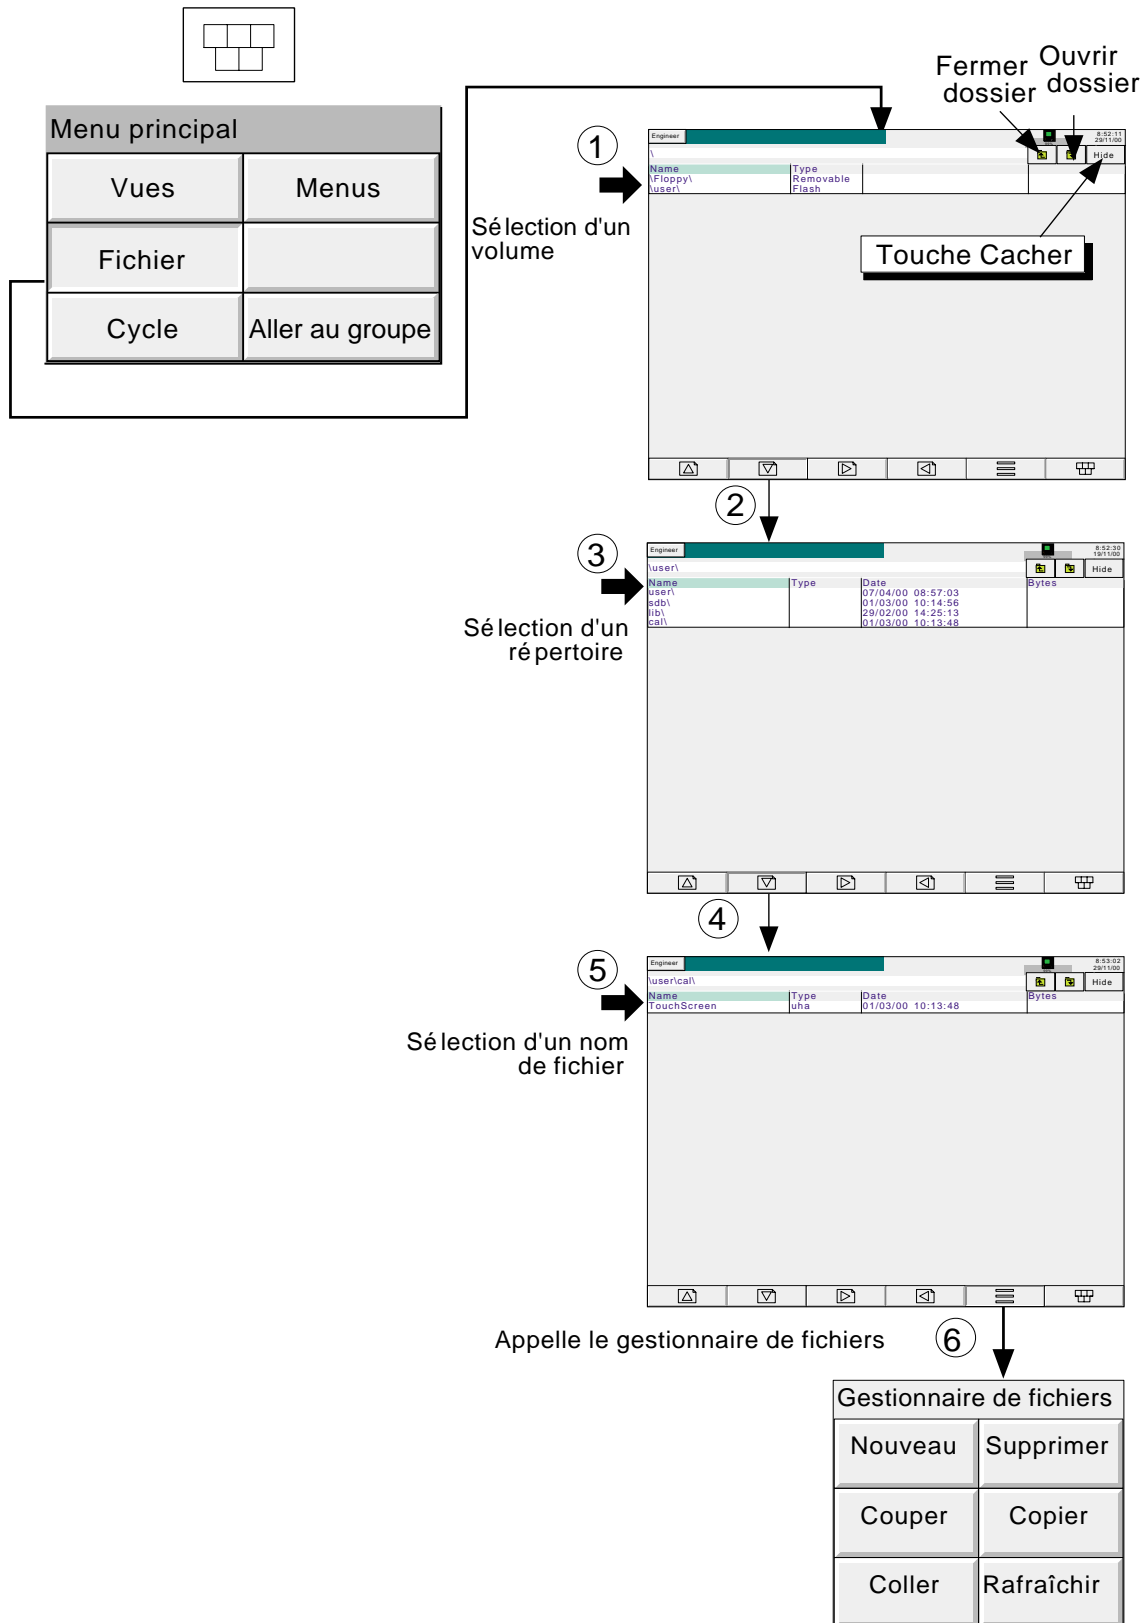 Menu principal
Vues Menus
Fichier
Cycle Aller au groupe
Fermer
dossier
Ouvrir
dossier
1
Sélection d'un
volume
Engineer
8:52:11
29/11/00
\
Hide
Name Type
\Floppy\ Removable
\user\ Flash
Touche Cacher
2
3
Sélection d'un
répertoire
Engineer
8:52:30
19/11/00
\user\
Hide
Name Type Date Bytes
user\ 07/04/00 08:57:03
sdb\ 01/03/00 10:14:56
lib\ 29/02/00 14:25:13
cal\ 01/03/00 10:13:48
4
5
Sélection d'un nom
de fichier
Engineer
8:53:02
29/11/00
\user\cal\
Hide
Name Type Date Bytes
TouchScreen uha 01/03/00 10:13:48
Appelle le gestionnaire de fichiers
6
Gestionnaire de fichiers
Nouveau Supprimer
Couper Copier
Coller Rafraîchir